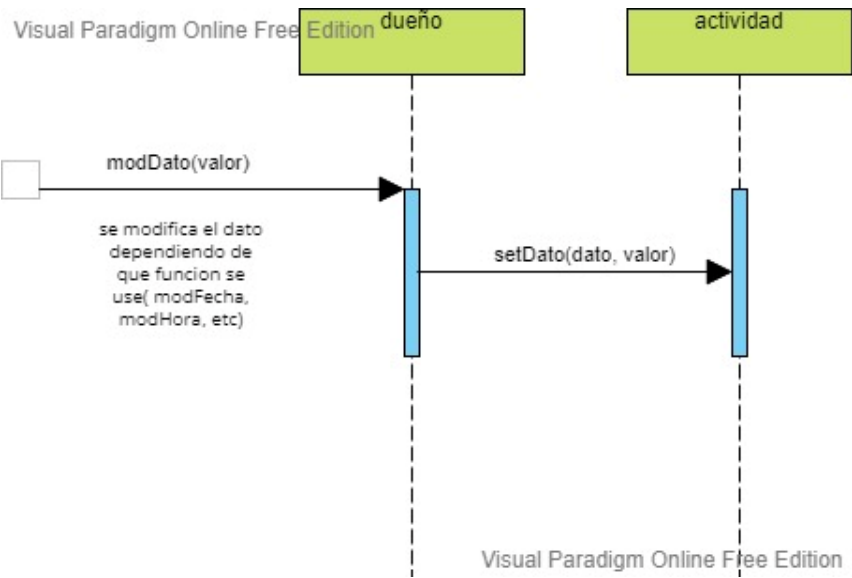 Visual Paradigm Online Free Edition
dueño
actividad
modDato(valor)
se modifica el dato
dependiendo de
que funcion se
use( modFecha,
modHora, etc)
setDato(dato, valor)
Visual Paradigm Online Free Edition